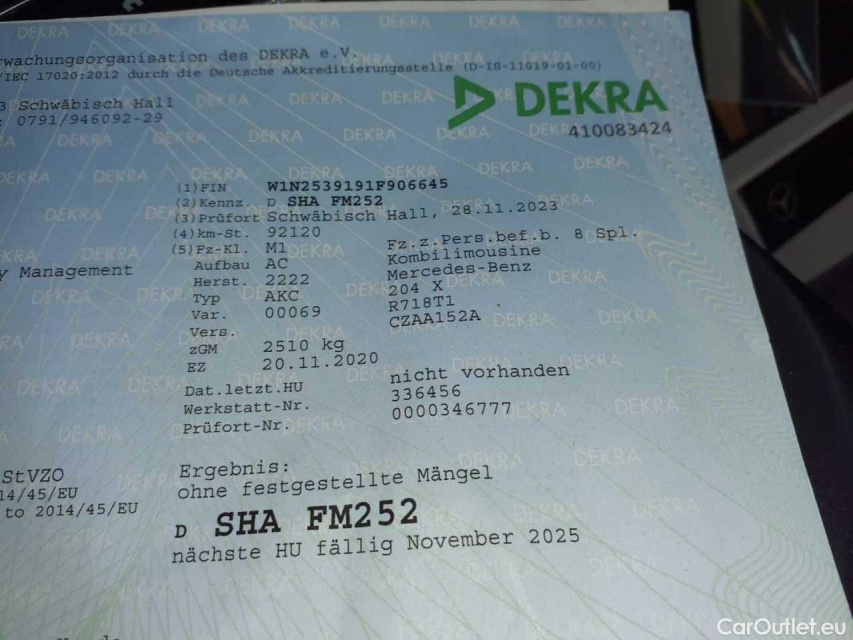 wachungsorganisation des DEKRA e.V.
/IEC 17020:2012 durch die Deutsche Akkreditierungsstelle (D-IS-11019-01-00)
3 Schwäbisch Hall
: 0791/946092-29
DEKRA
410083424
(1) FIN W1N2539191F906645
(2) Kennz. D SHA FM252
(3) Prüfort Schwäbisch Hall, 28.11.2023
(4) km-St. 92120
(5) Fz-Kl. M1 Fz.z.Pers.bef.b. 8 Spl.
Aufbau AC Kombilimousine
Herst. 2222 Mercedes-Benz
Typ AKC 204 X
Var. 00069 R718T1
Vers. CZAA152A
zGM 2510 kg
EZ 20.11.2020
Dat.letzt.HU nicht vorhanden
Werkstatt-Nr. 336456
Prüfort-Nr. 0000346777
y Management
StVZO
14/45/EU
to 2014/45/EU
Ergebnis:
ohne festgestellte Mängel
D SHA FM252
nächste HU fällig November 2025
CarOutlet.eu